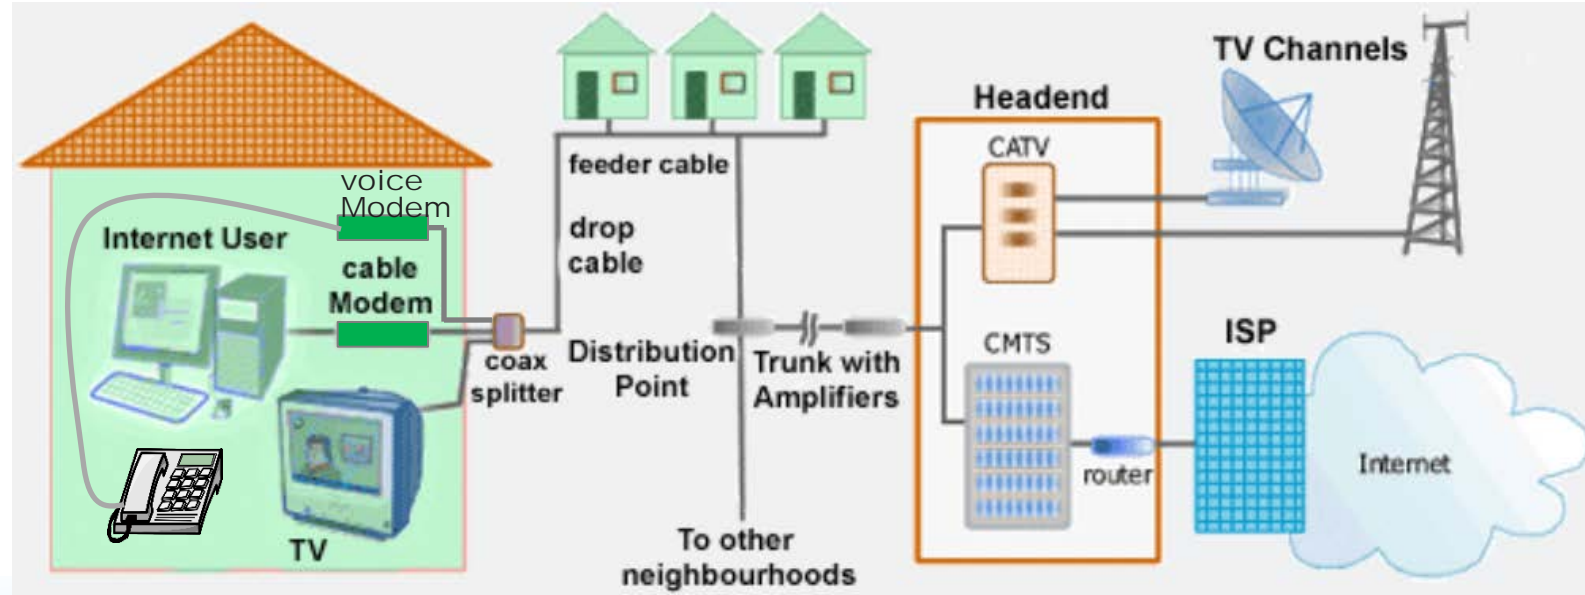 voice
Modem
Internet User
cable
Modem
TV
coax
splitter
feeder cable
drop
cable
Distribution
Point
Trunk with
Amplifiers
To other
neighbourhoods
Headend
CATV
CMTS
router
TV Channels
ISP
Internet